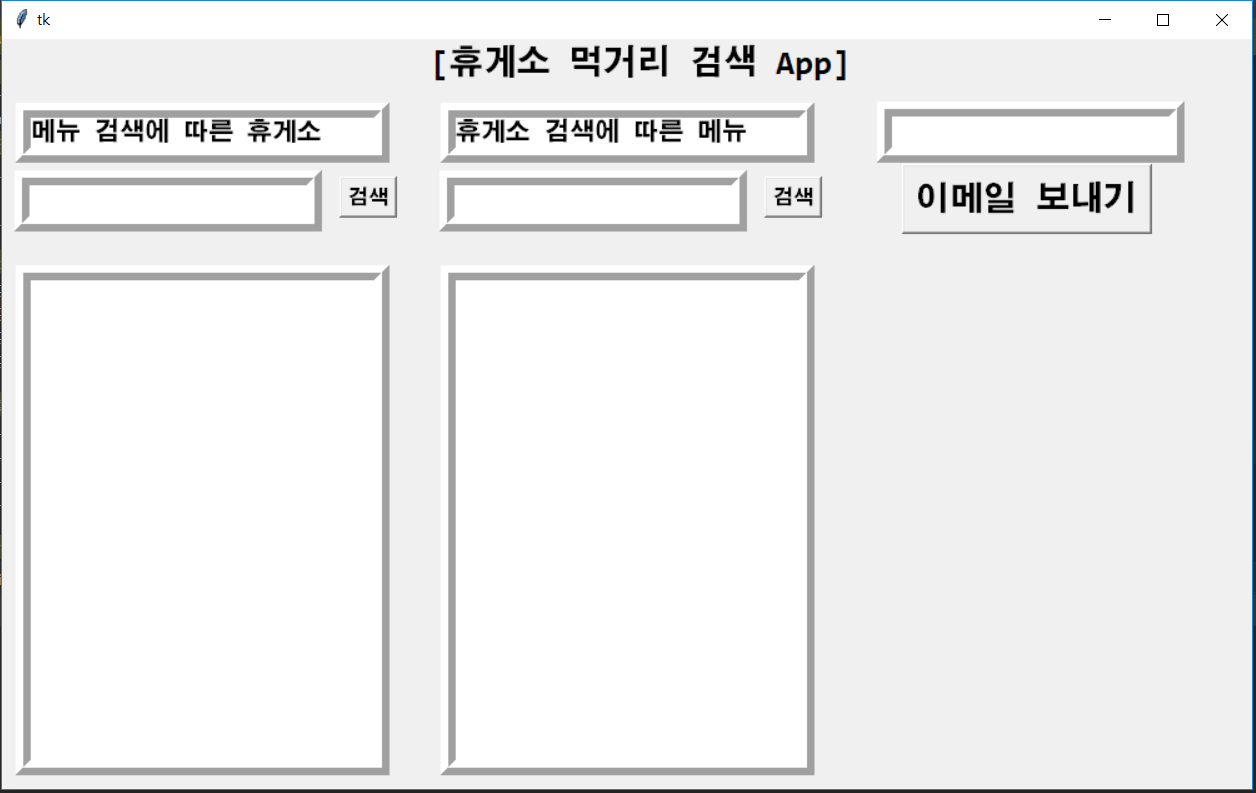 tk
[휴게소 먹거리 검색 App]
메뉴 검색에 따른 휴게소
휴게소 검색에 따른 메뉴
검색
검색
이메일 보내기